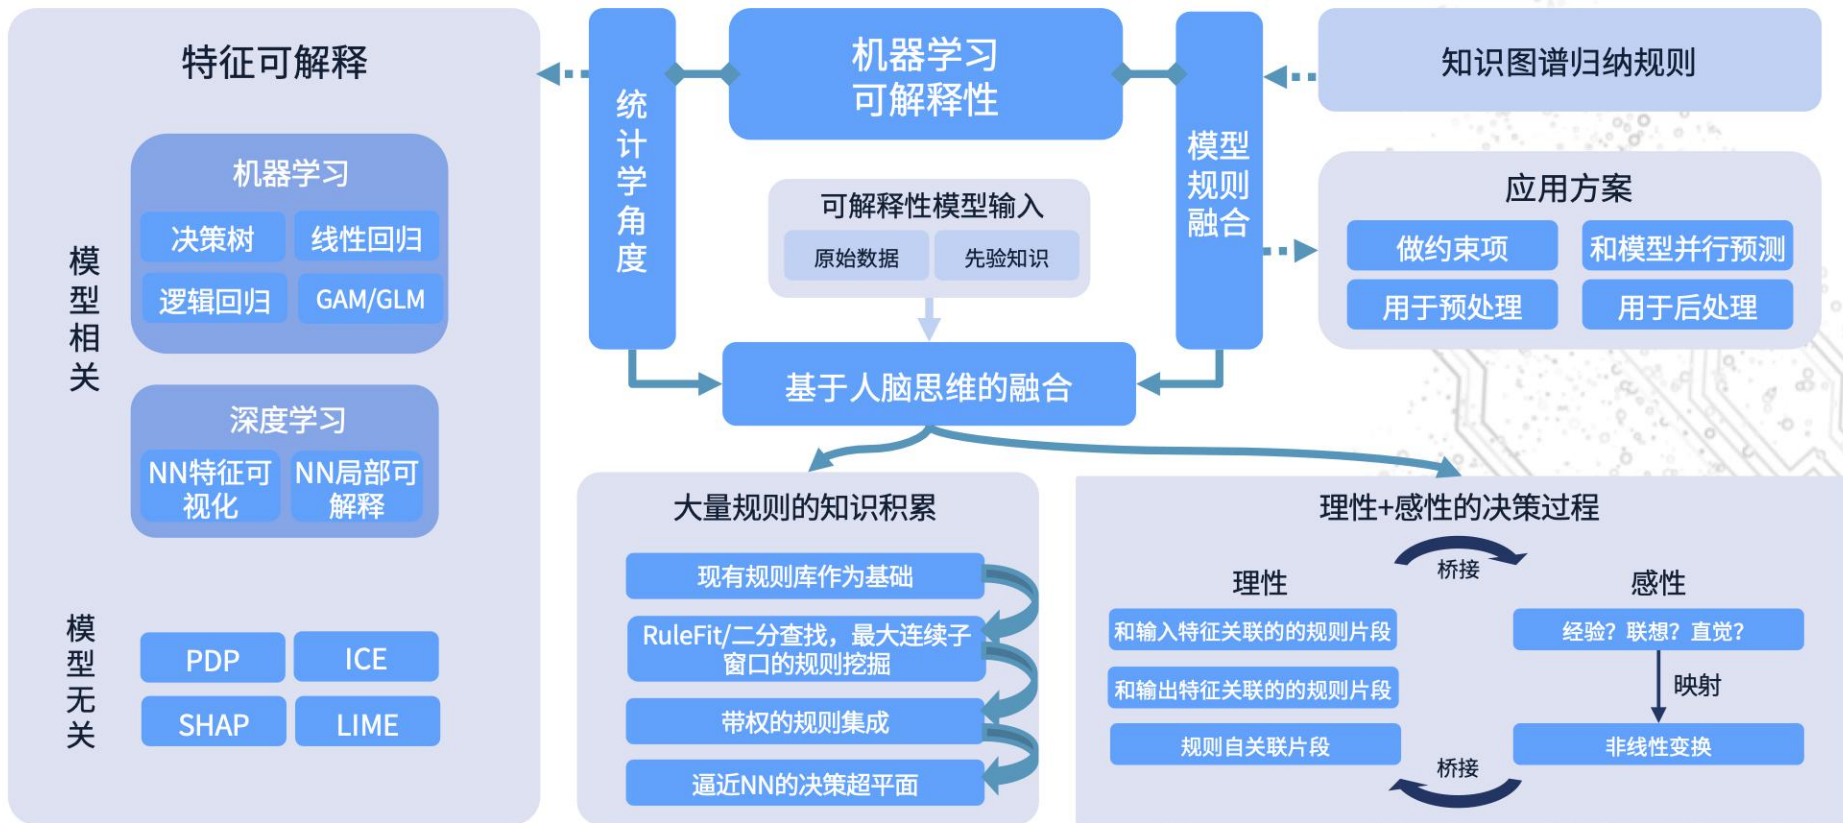 特征可解释
模型相关
机器学习
决策树
线性回归
逻辑回归
GAM/GLM
深度学习
NN特征可
视化
NN局部可
解释
模型无关
PDP
ICE
SHAP
LIME
统计学角度
机器学习
可解释性
模型
规则
融合
知识图谱归纳规则
可解释性模型输入
原始数据
先验知识
应用方案
做约束项
和模型并行预测
用于预处理
用于后处理
基于人脑思维的融合
大量规则的知识积累
现有规则库作为基础
RuleFit/二分查找，最大连续子
窗口的规则挖掘
带权的规则集成
逼近NN的决策超平面
理性+感性的决策过程
桥接
理性
感性
和输入特征关联的的规则片段
经验？联想？直觉？
映射
和输出特征关联的的规则片段
规则自关联片段
非线性变换
桥接